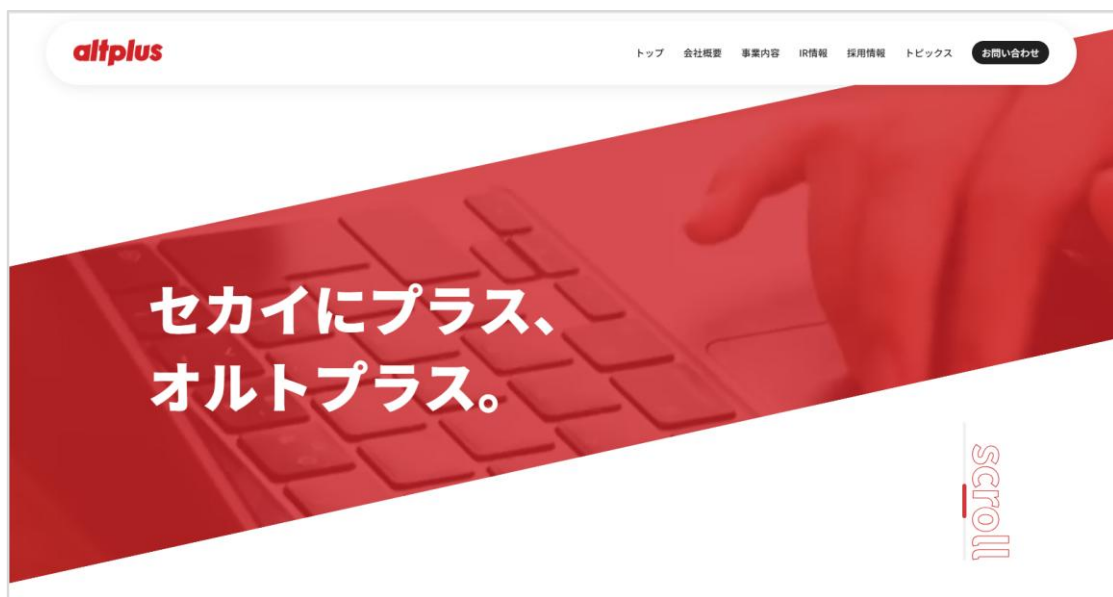 altplus
トップ 会社概要 事業内容 IR情報 採用情報 トピックス お問い合わせ
セカイにプラス、
オルトプラス。
scroll